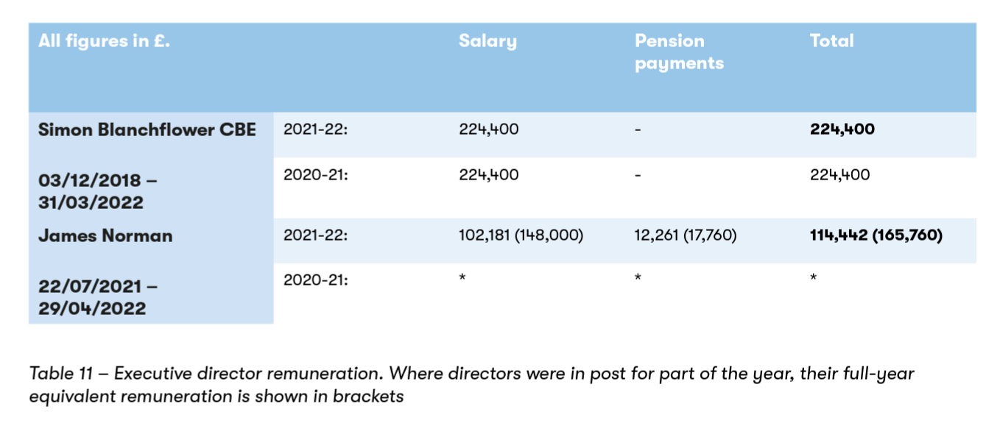 All figures in £. Salary Pension payments Total
Simon Blanchflower CBE 2021-22: 224,400 - 224,400
03/12/2018 – 31/03/2022 2020-21: 224,400 - 224,400
James Norman 2021-22: 102,181 (148,000) 12,261 (17,760) 114,442 (165,760)
22/07/2021 – 29/04/2022 2020-21: * * *
Table 11 – Executive director remuneration. Where directors were in post for part of the year, their full-year
equivalent remuneration is shown in brackets